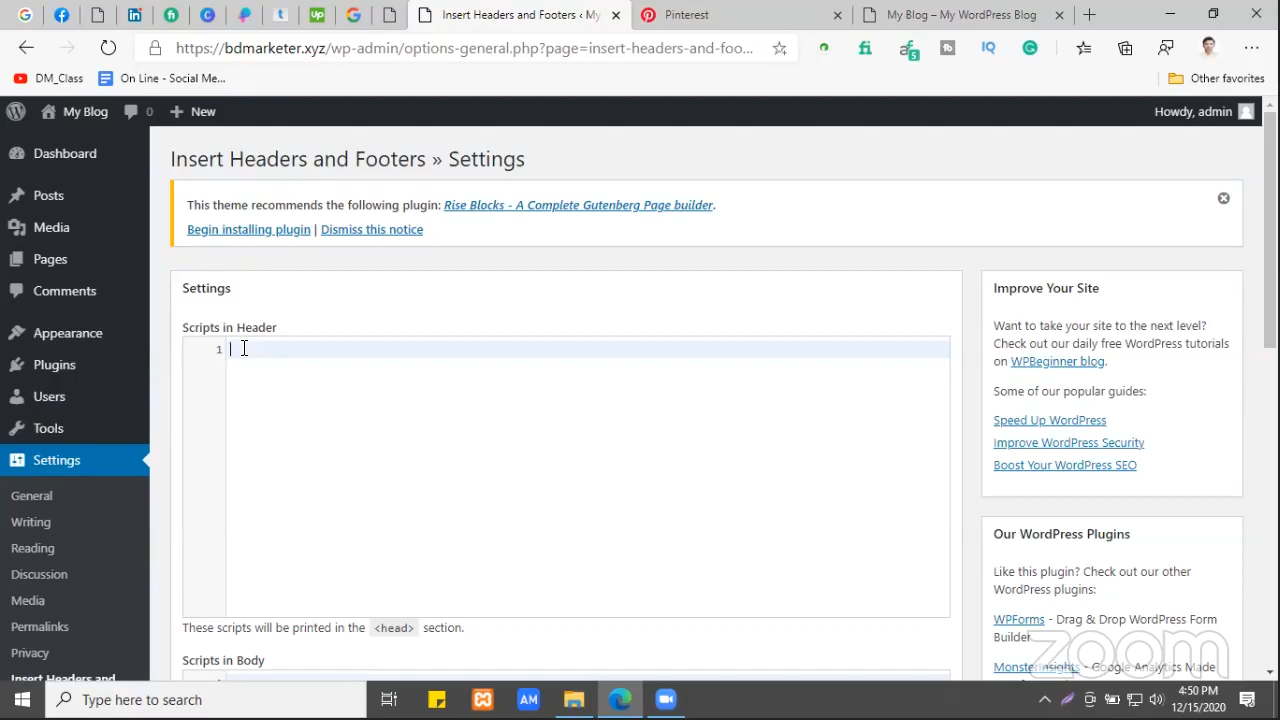 Insert Headers and Footers ‹ My
Pinterest
My Blog – My WordPress Blog
https://bdmarketer.xyz/wp-admin/options-general.php?page=insert-headers-and-foo...
5
DM_Class
On Line - Social Me...
Other favorites
My Blog
0
New
Howdy, admin
Dashboard
Posts
Media
Pages
Comments
Appearance
Plugins
Users
Tools
Settings
General
Writing
Reading
Discussion
Media
Permalinks
Privacy
Insert Headers and
Insert Headers and Footers » Settings
This theme recommends the following plugin: Rise Blocks - A Complete Gutenberg Page builder.
Begin installing plugin | Dismiss this notice
Settings
Scripts in Header
1
These scripts will be printed in the <head> section.
Scripts in Body
Improve Your Site
Want to take your site to the next level?
Check out our daily free WordPress tutorials
on WPBeginner blog.
Some of our popular guides:
Speed Up WordPress
Improve WordPress Security
Boost Your WordPress SEO
Our WordPress Plugins
Like this plugin? Check out our other
WordPress plugins:
WPForms - Drag & Drop WordPress Form
Builder
MonsterInsights - Google Analytics Made
zoom
Type here to search
AM
4:50 PM
12/15/2020